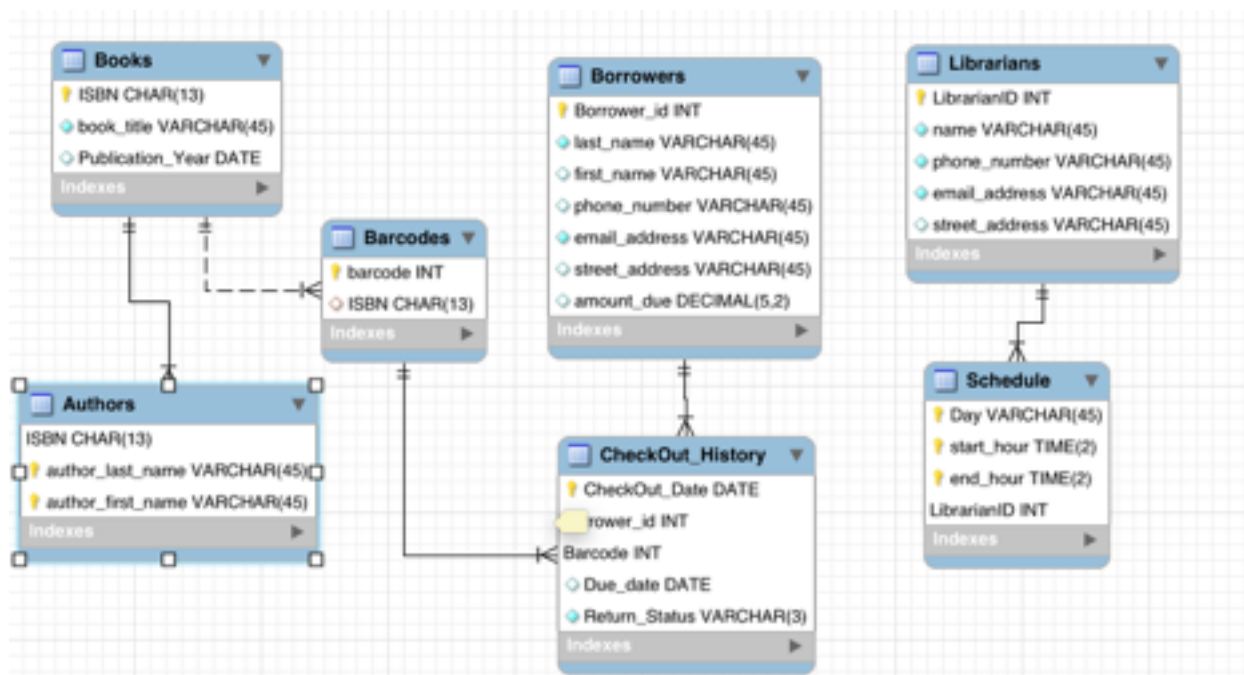 Books
ISBN CHAR(13)
book_title VARCHAR(45)
Publication_Year DATE
Indexes
Barcodes
barcode INT
ISBN CHAR(13)
Indexes
Authors
ISBN CHAR(13)
author_last_name VARCHAR(45)
author_first_name VARCHAR(45)
Indexes
Borrowers
Borrower_id INT
last_name VARCHAR(45)
first_name VARCHAR(45)
phone_number VARCHAR(45)
email_address VARCHAR(45)
street_address VARCHAR(45)
amount_due DECIMAL(5,2)
Indexes
CheckOut_History
CheckOut_Date DATE
rower_id INT
Barcode INT
Due_date DATE
Return_Status VARCHAR(3)
Indexes
Librarians
LibrarianID INT
name VARCHAR(45)
phone_number VARCHAR(45)
email_address VARCHAR(45)
street_address VARCHAR(45)
Indexes
Schedule
Day VARCHAR(45)
start_hour TIME(2)
end_hour TIME(2)
LibrarianID INT
Indexes